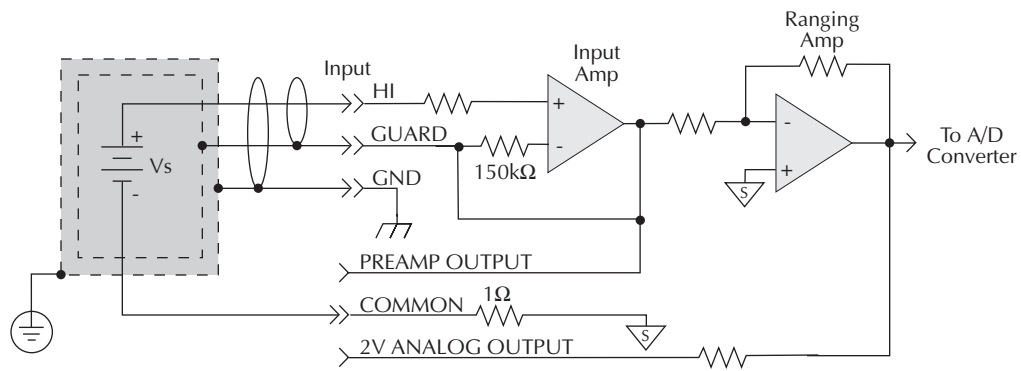 Ranging
Amp
Input
Amp
Input
HI
+
+
-
GUARD
Vs
-
150kΩ
-
+
To A/D
Converter
GND
S
PREAMP OUTPUT
COMMON
1Ω
S
2V ANALOG OUTPUT